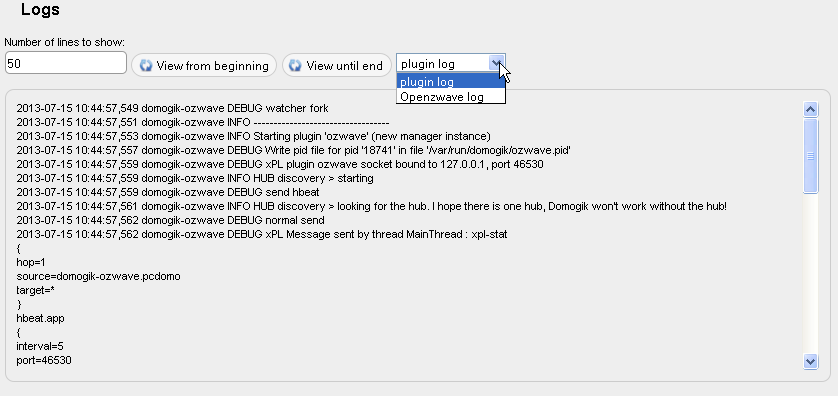 Logs
Number of lines to show:
50 View from beginning View until end plugin log
plugin log
Openzwave log
2013-07-15 10:44:57,549 domogik-ozwave DEBUG watcher fork
2013-07-15 10:44:57,551 domogik-ozwave INFO ----------------------------------
2013-07-15 10:44:57,553 domogik-ozwave INFO Starting plugin 'ozwave' (new manager instance)
2013-07-15 10:44:57,557 domogik-ozwave DEBUG Write pid file for pid '18741' in file '/var/run/domogik/ozwave.pid'
2013-07-15 10:44:57,559 domogik-ozwave DEBUG xPL plugin ozwave socket bound to 127.0.0.1, port 46530
2013-07-15 10:44:57,559 domogik-ozwave INFO HUB discovery > starting
2013-07-15 10:44:57,559 domogik-ozwave DEBUG send hbeat
2013-07-15 10:44:57,561 domogik-ozwave INFO HUB discovery > looking for the hub. I hope there is one hub, Domogik won't work without the hub!
2013-07-15 10:44:57,562 domogik-ozwave DEBUG normal send
2013-07-15 10:44:57,562 domogik-ozwave DEBUG xPL Message sent by thread MainThread : xpl-stat
{
hop=1
source=domogik-ozwave.pcdomo
target=*
}
hbeat.app
{
interval=5
port=46530